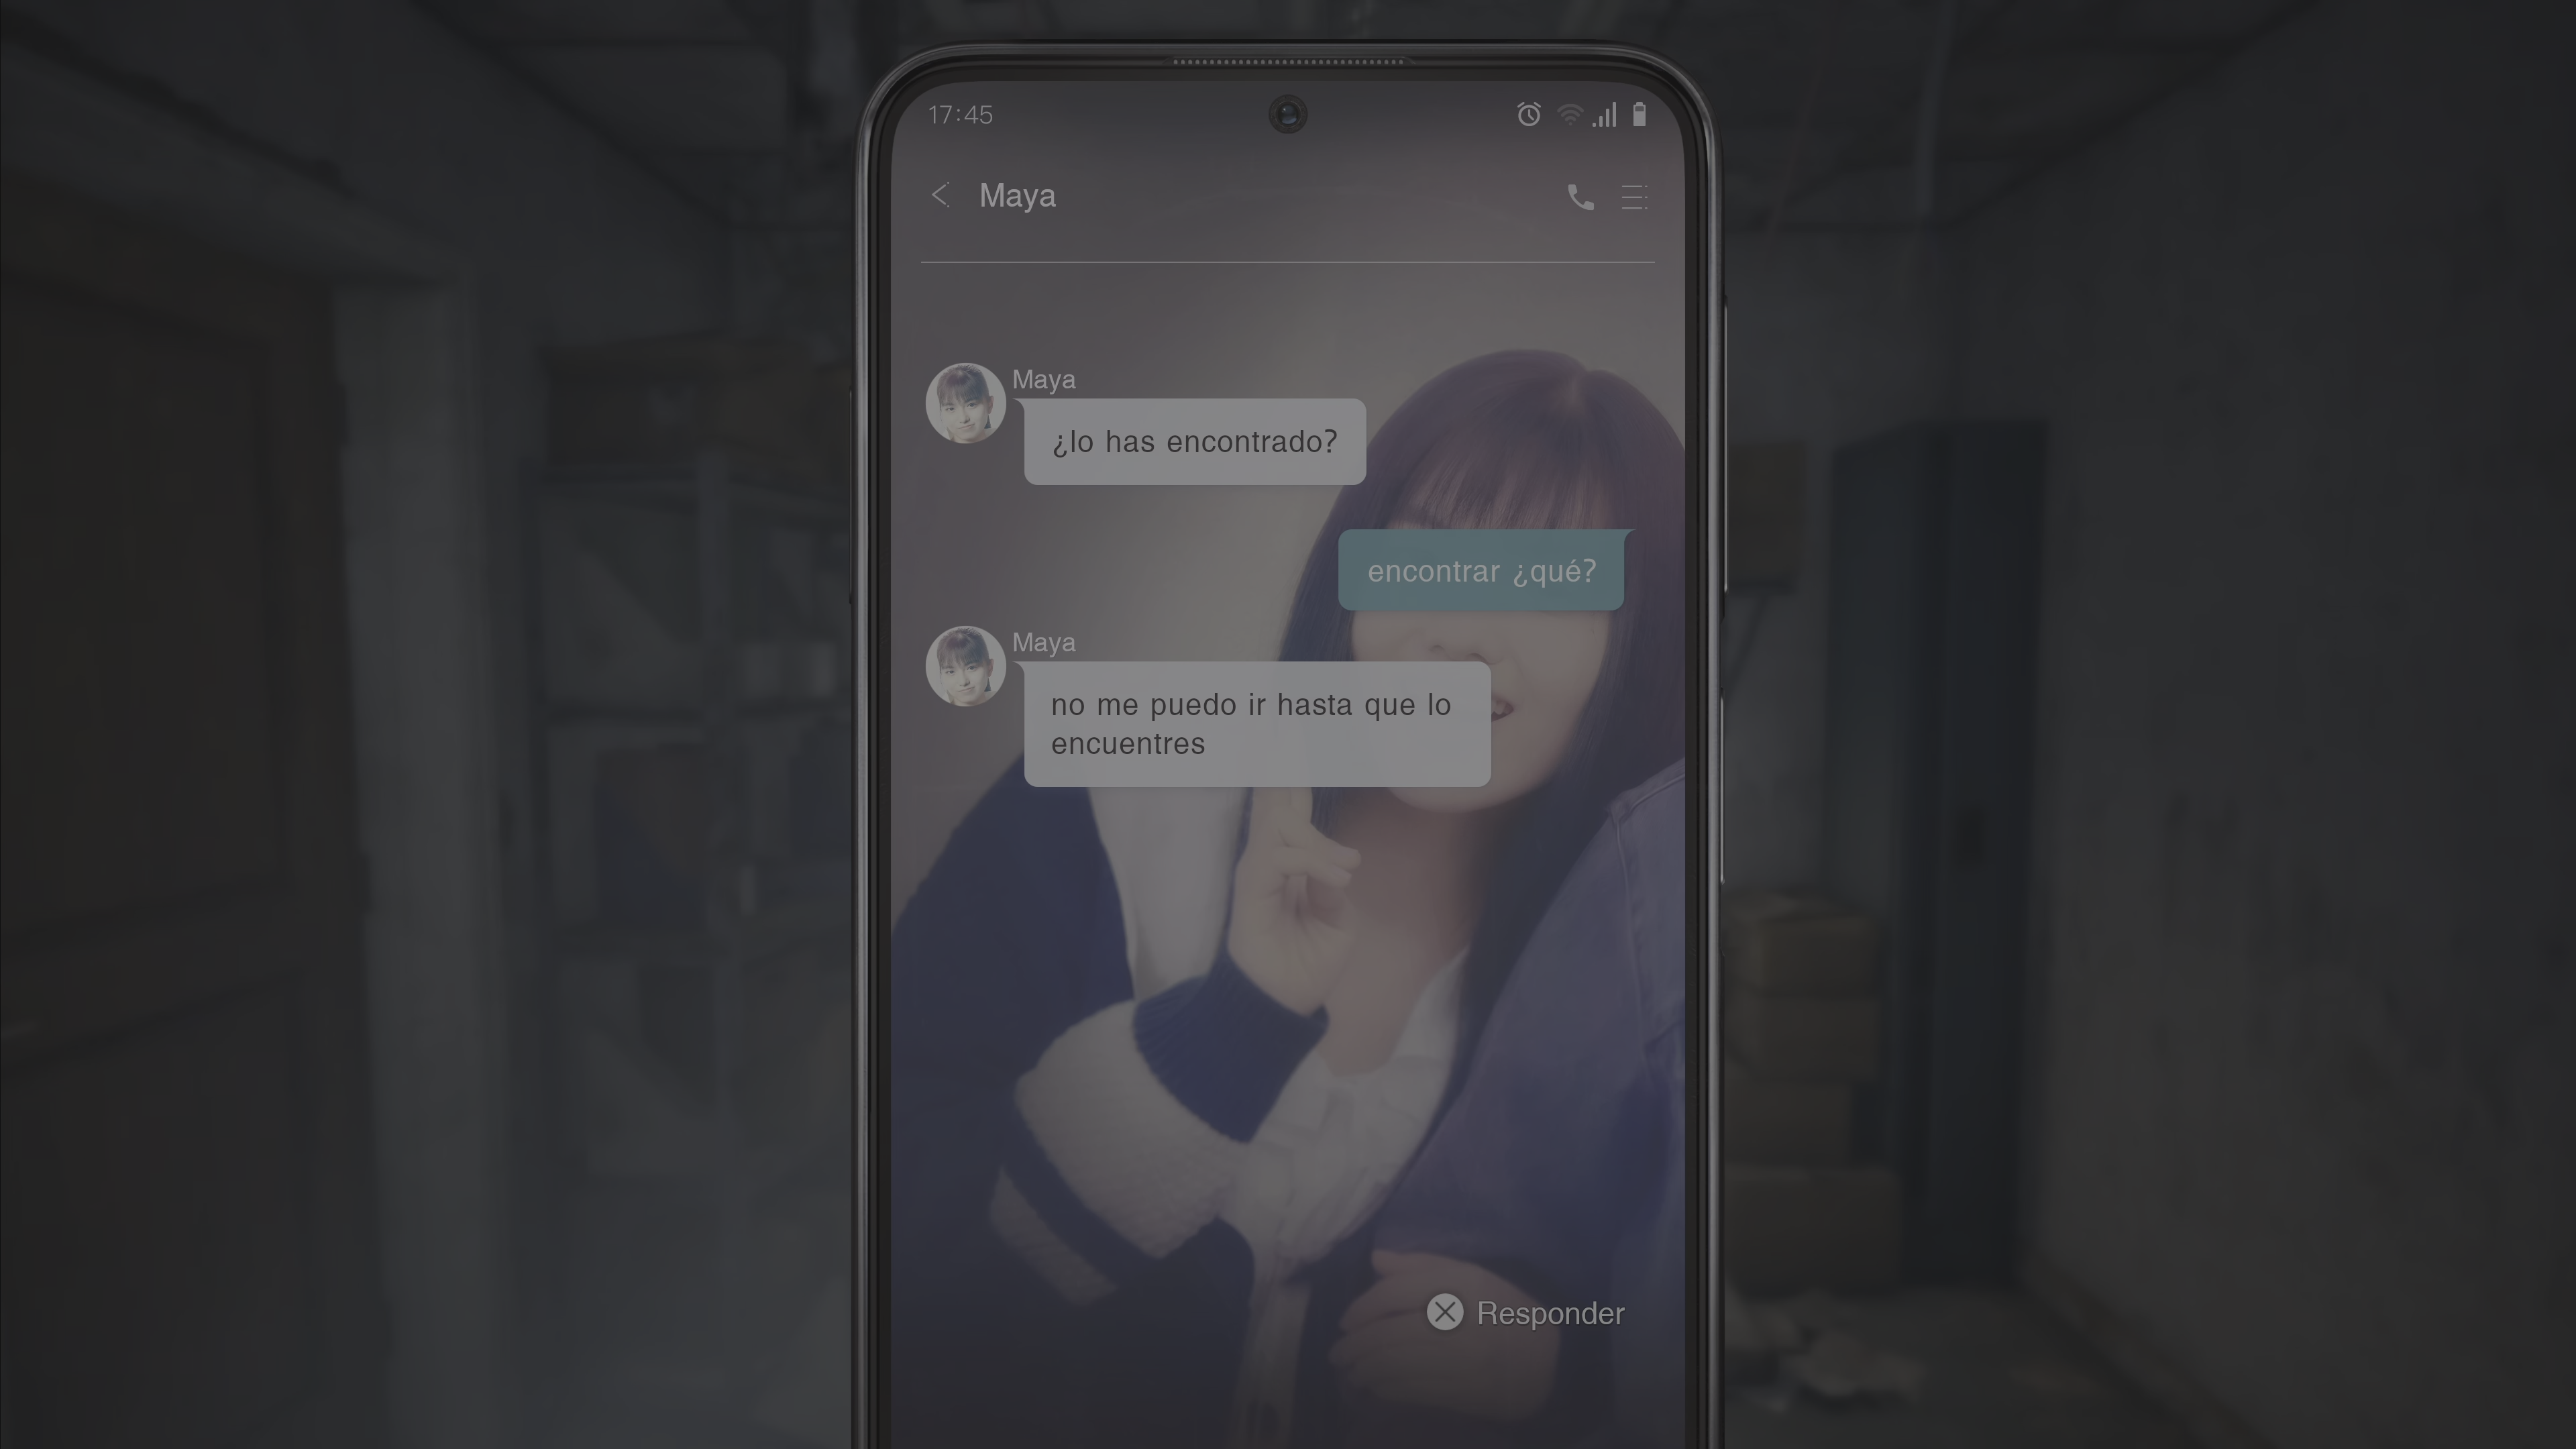 17:45
Maya
Maya
¿lo has encontrado?
encontrar ¿qué?
Maya
no me puedo ir hasta que lo
encuentres
Responder